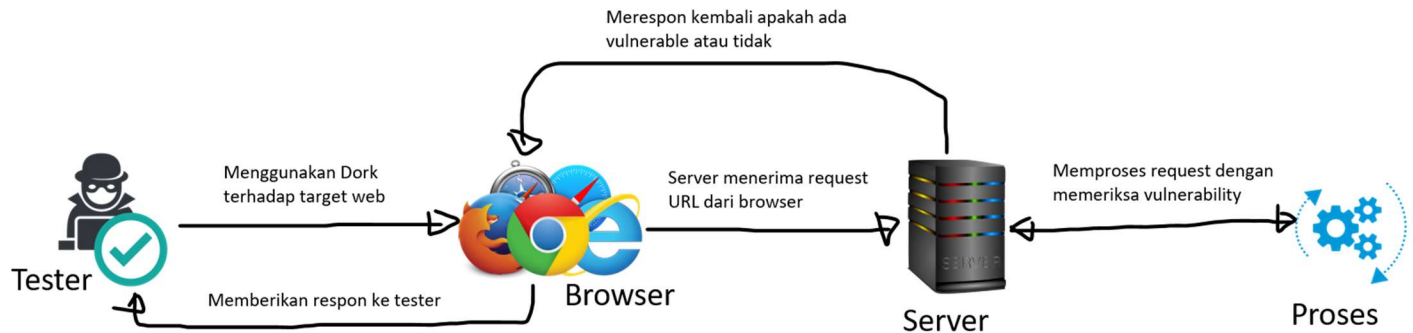 Merespon kembali apakah ada
vulnerable atau tidak
Menggunakan Dork
terhadap target web
Server menerima request
URL dari browser
Memproses request dengan
memeriksa vulnerability
SERVER
Tester
Memberikan respon ke tester
Browser
Server
Proses